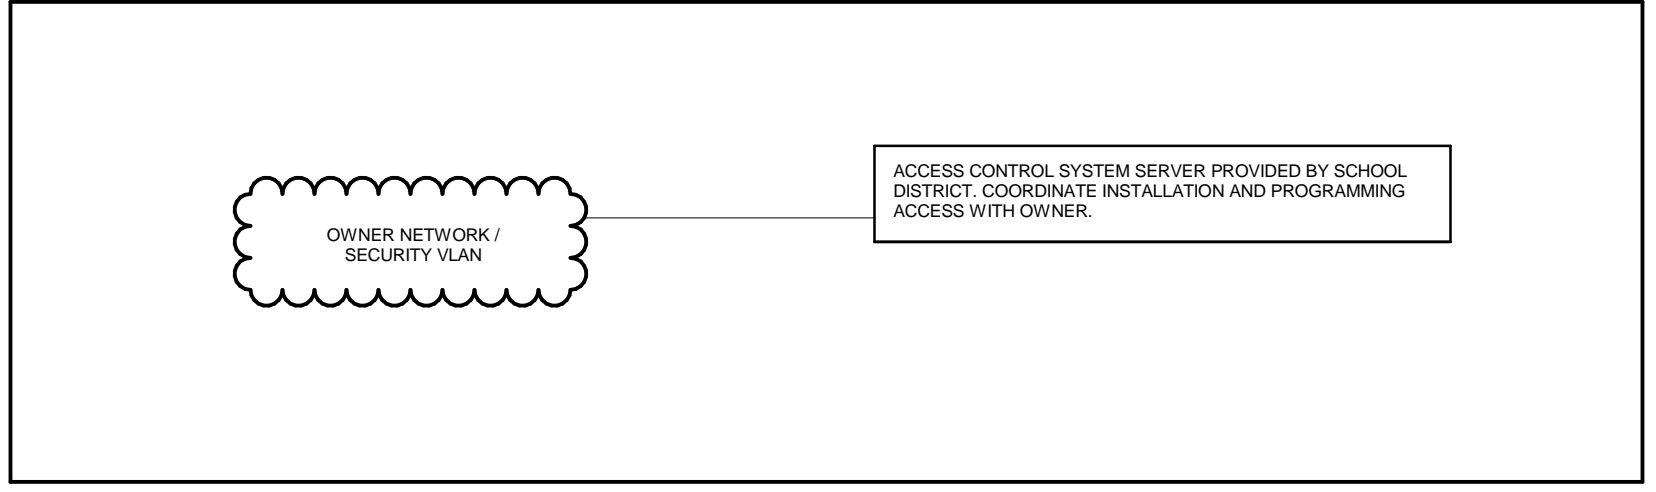 OWNER NETWORK /
SECURITY VLAN
ACCESS CONTROL SYSTEM SERVER PROVIDED BY SCHOOL
DISTRICT. COORDINATE INSTALLATION AND PROGRAMMING
ACCESS WITH OWNER.